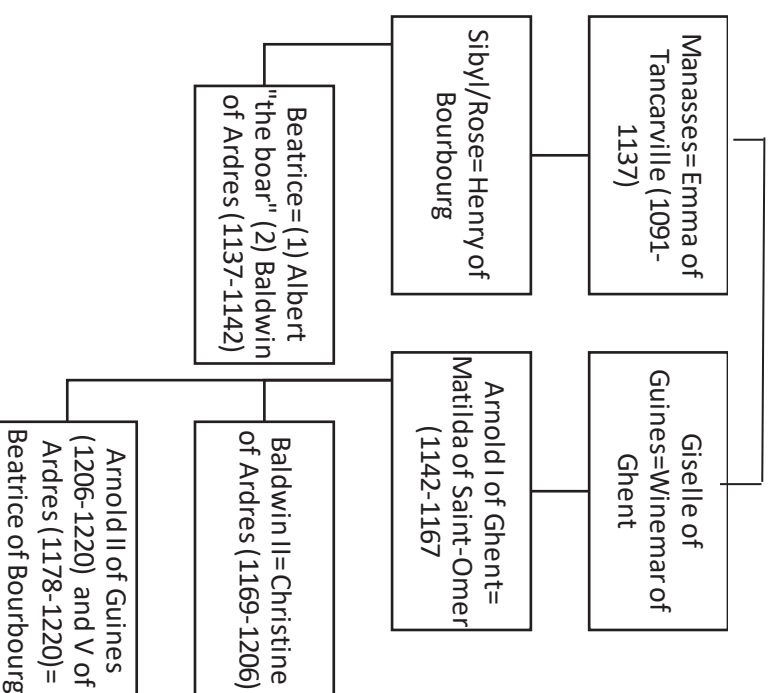 Manasses=Emma of
Tancarville (1091-
1137)
Giselle of
Guines=Winemar of
Ghent
Sibyl/Rose=Henry of
Bourbourg
Arnold I of Ghent=
Matilda of Saint-Omer
(1142-1167
Beatrice=(1) Albert
"the boar" (2) Baldwin
of Ardres (1137-1142)
Baldwin II=Christine
of Ardres (1169-1206)
Arnold II of Guines
(1206-1220) and V of
Ardres (1178-1220)=
Beatrice of Bourbourg